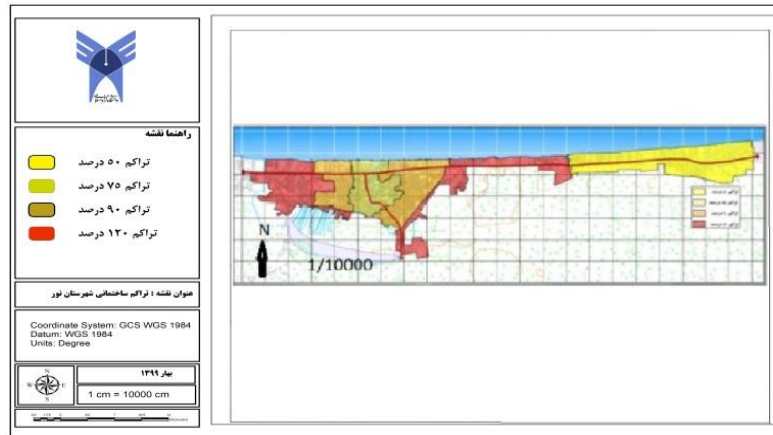 راهنما نقشه
تراکم ۵۰ درصد
تراکم ۷۵ درصد
تراکم ۹۰ درصد
تراکم ۱۲۰ درصد
عنوان نقشه : تراکم ساختمانی شهرستان نور
Coordinate System: GCS WGS 1984
Datum: WGS 1984
Units: Degree
بهار ۱۳۹۹
1 cm = 10000 cm
N
W
E
S
N
1/10000